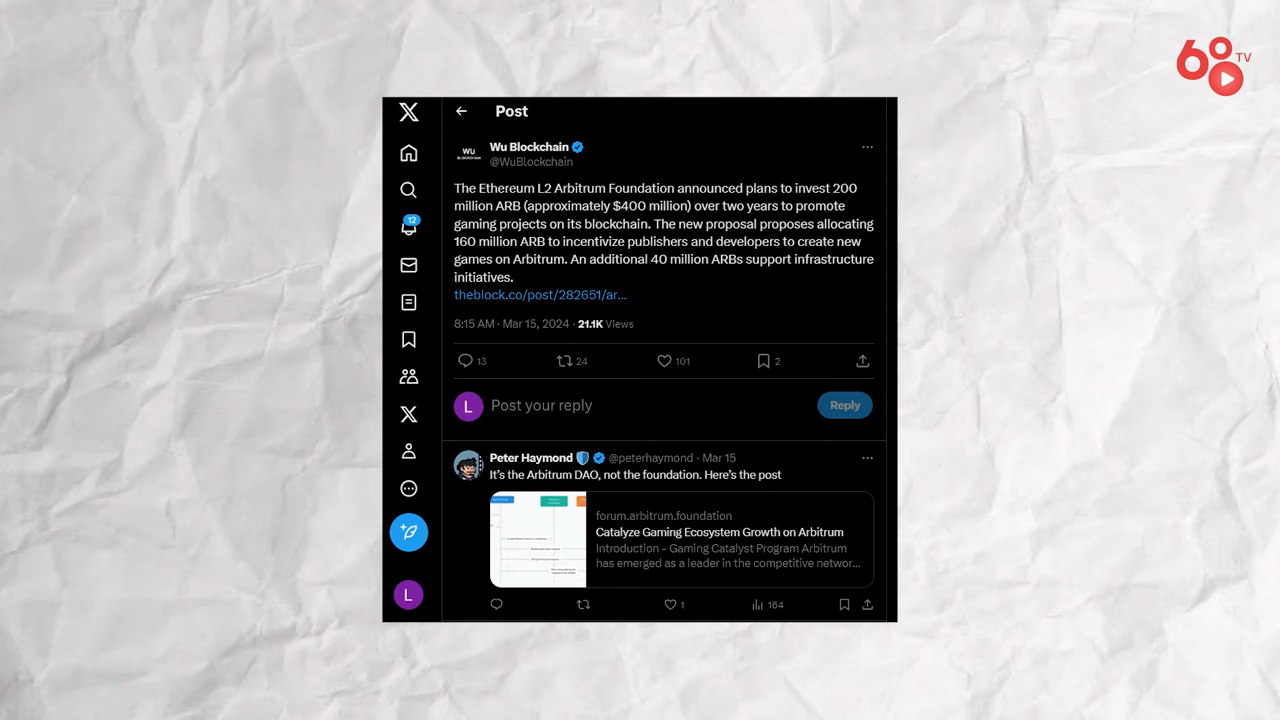 68 TV
Post
Wu Blockchain
WU
BLOCKCHAIN
@WuBlockchain
The Ethereum L2 Arbitrum Foundation announced plans to invest 200
million ARB (approximately $400 million) over two years to promote
gaming projects on its blockchain. The new proposal proposes allocating
160 million ARB to incentivize publishers and developers to create new
games on Arbitrum. An additional 40 million ARBs support infrastructure
initiatives.
theblock.co/post/282651/ar...
8:15 AM · Mar 15, 2024 · 21.1K Views
13 24 101 2
12
L Post your reply Reply
Peter Haymond @peterhaymond · Mar 15
It's the Arbitrum DAO, not the foundation. Here's the post
forum.arbitrum.foundation
Catalyze Gaming Ecosystem Growth on Arbitrum
Introduction - Gaming Catalyst Program Arbitrum
has emerged as a leader in the competitive networ...
1 164
L